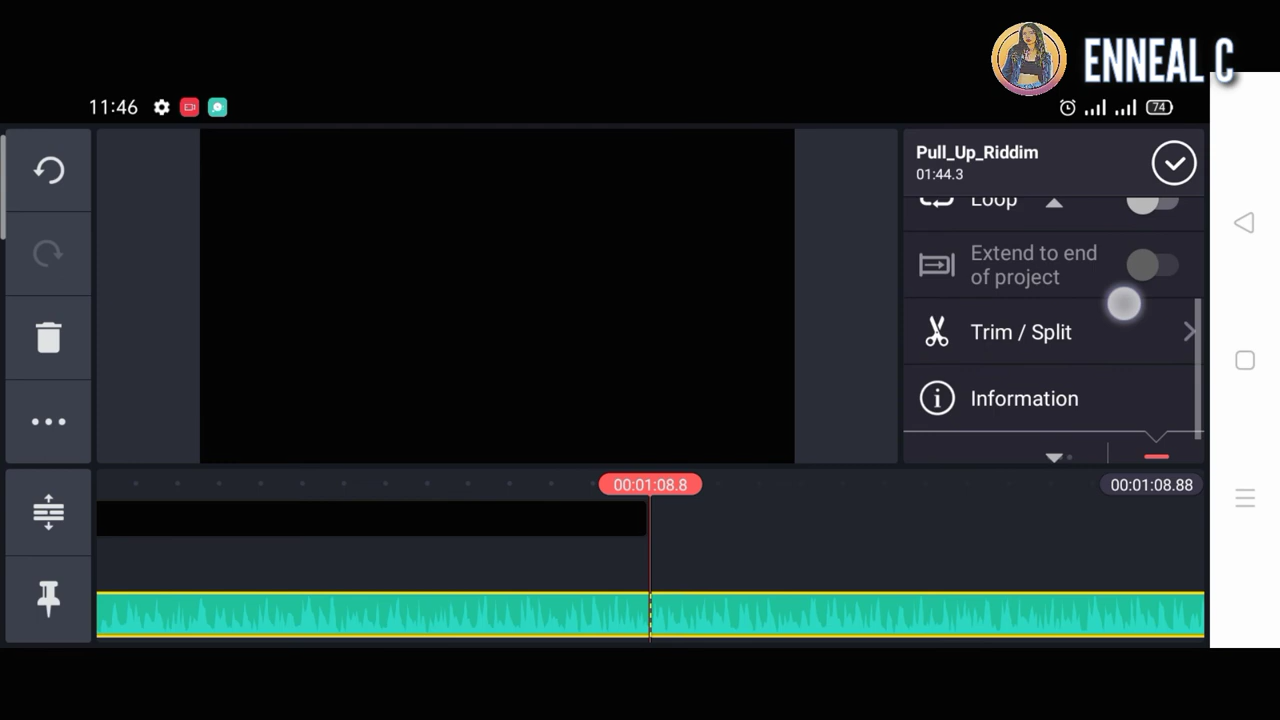 ENNEAL C
11:46
74
Pull_Up_Riddim
01:44.3
Loop
Extend to end
of project
Trim / Split
Information
00:01:08.8
00:01:08.88